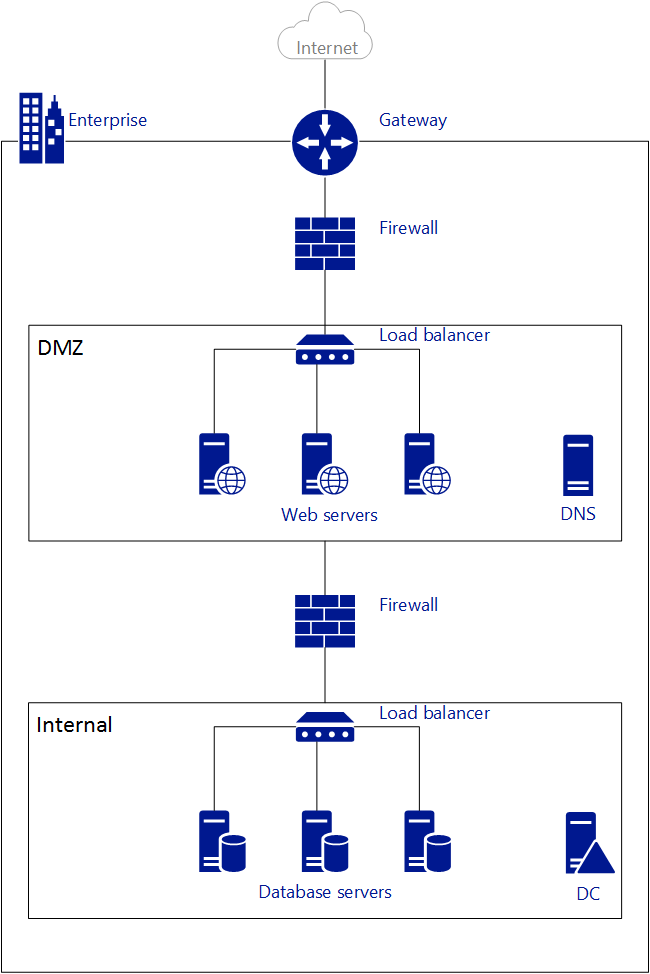 Internet
Enterprise
Gateway
Firewall
Load balancer
DMZ
Web servers
DNS
Firewall
Load balancer
Internal
Database servers
DC